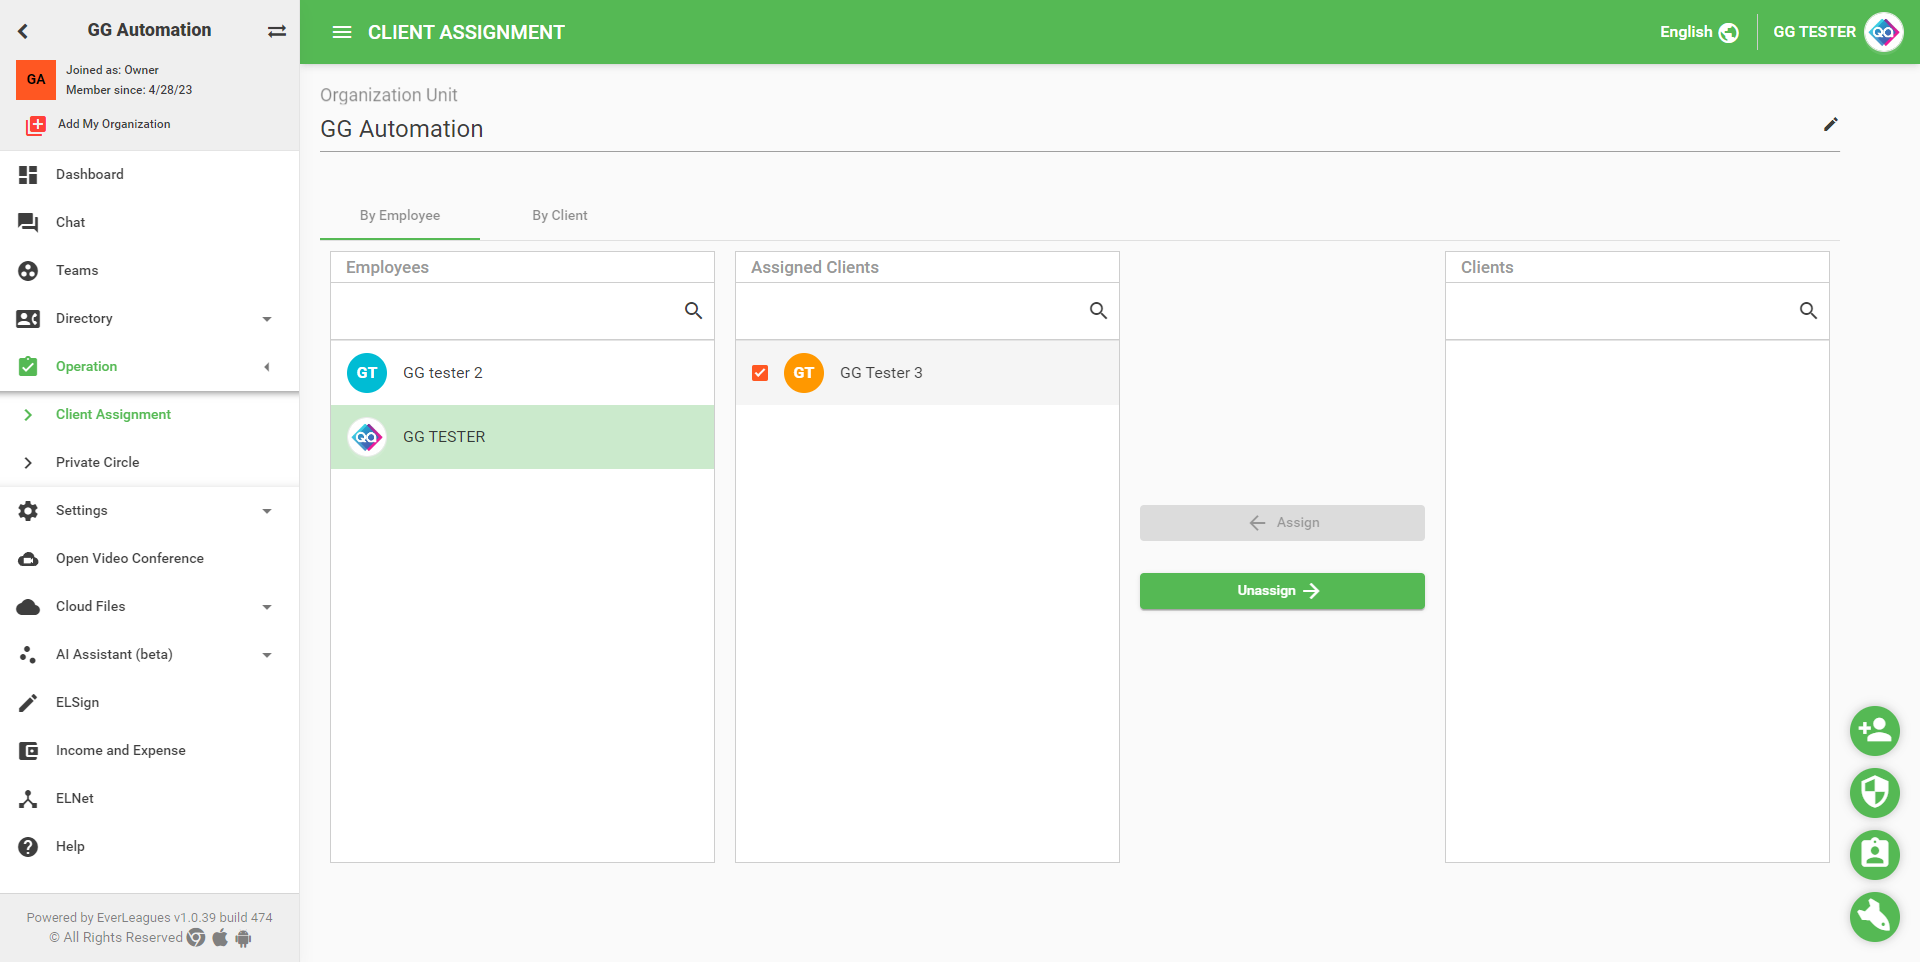 GG Automation
GA
Joined as: Owner
Member since: 4/28/23
Add My Organization
Dashboard
Chat
Teams
Directory
Operation
Client Assignment
Private Circle
Settings
Open Video Conference
Cloud Files
AI Assistant (beta)
ELSign
Income and Expense
ELNet
Help
Powered by EverLeagues v1.0.39 build 474
© All Rights Reserved
CLIENT ASSIGNMENT
English
GG TESTER
QA
Organization Unit
GG Automation
By Employee
By Client
Employees
GT
GG tester 2
QA
GG TESTER
Assigned Clients
GT
GG Tester 3
Assign
Unassign
Clients